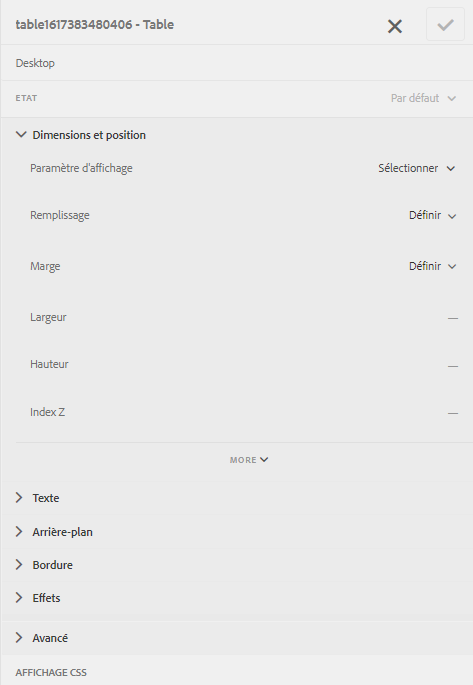 table1617383480406 - Table
Desktop
ETAT Par défaut
Dimensions et position
Paramètre d'affichage Sélectionner
Remplissage Définir
Marge Définir
Largeur —
Hauteur —
Index Z —
MORE
Texte
Arrière-plan
Bordure
Effets
Avancé
AFFICHAGE CSS